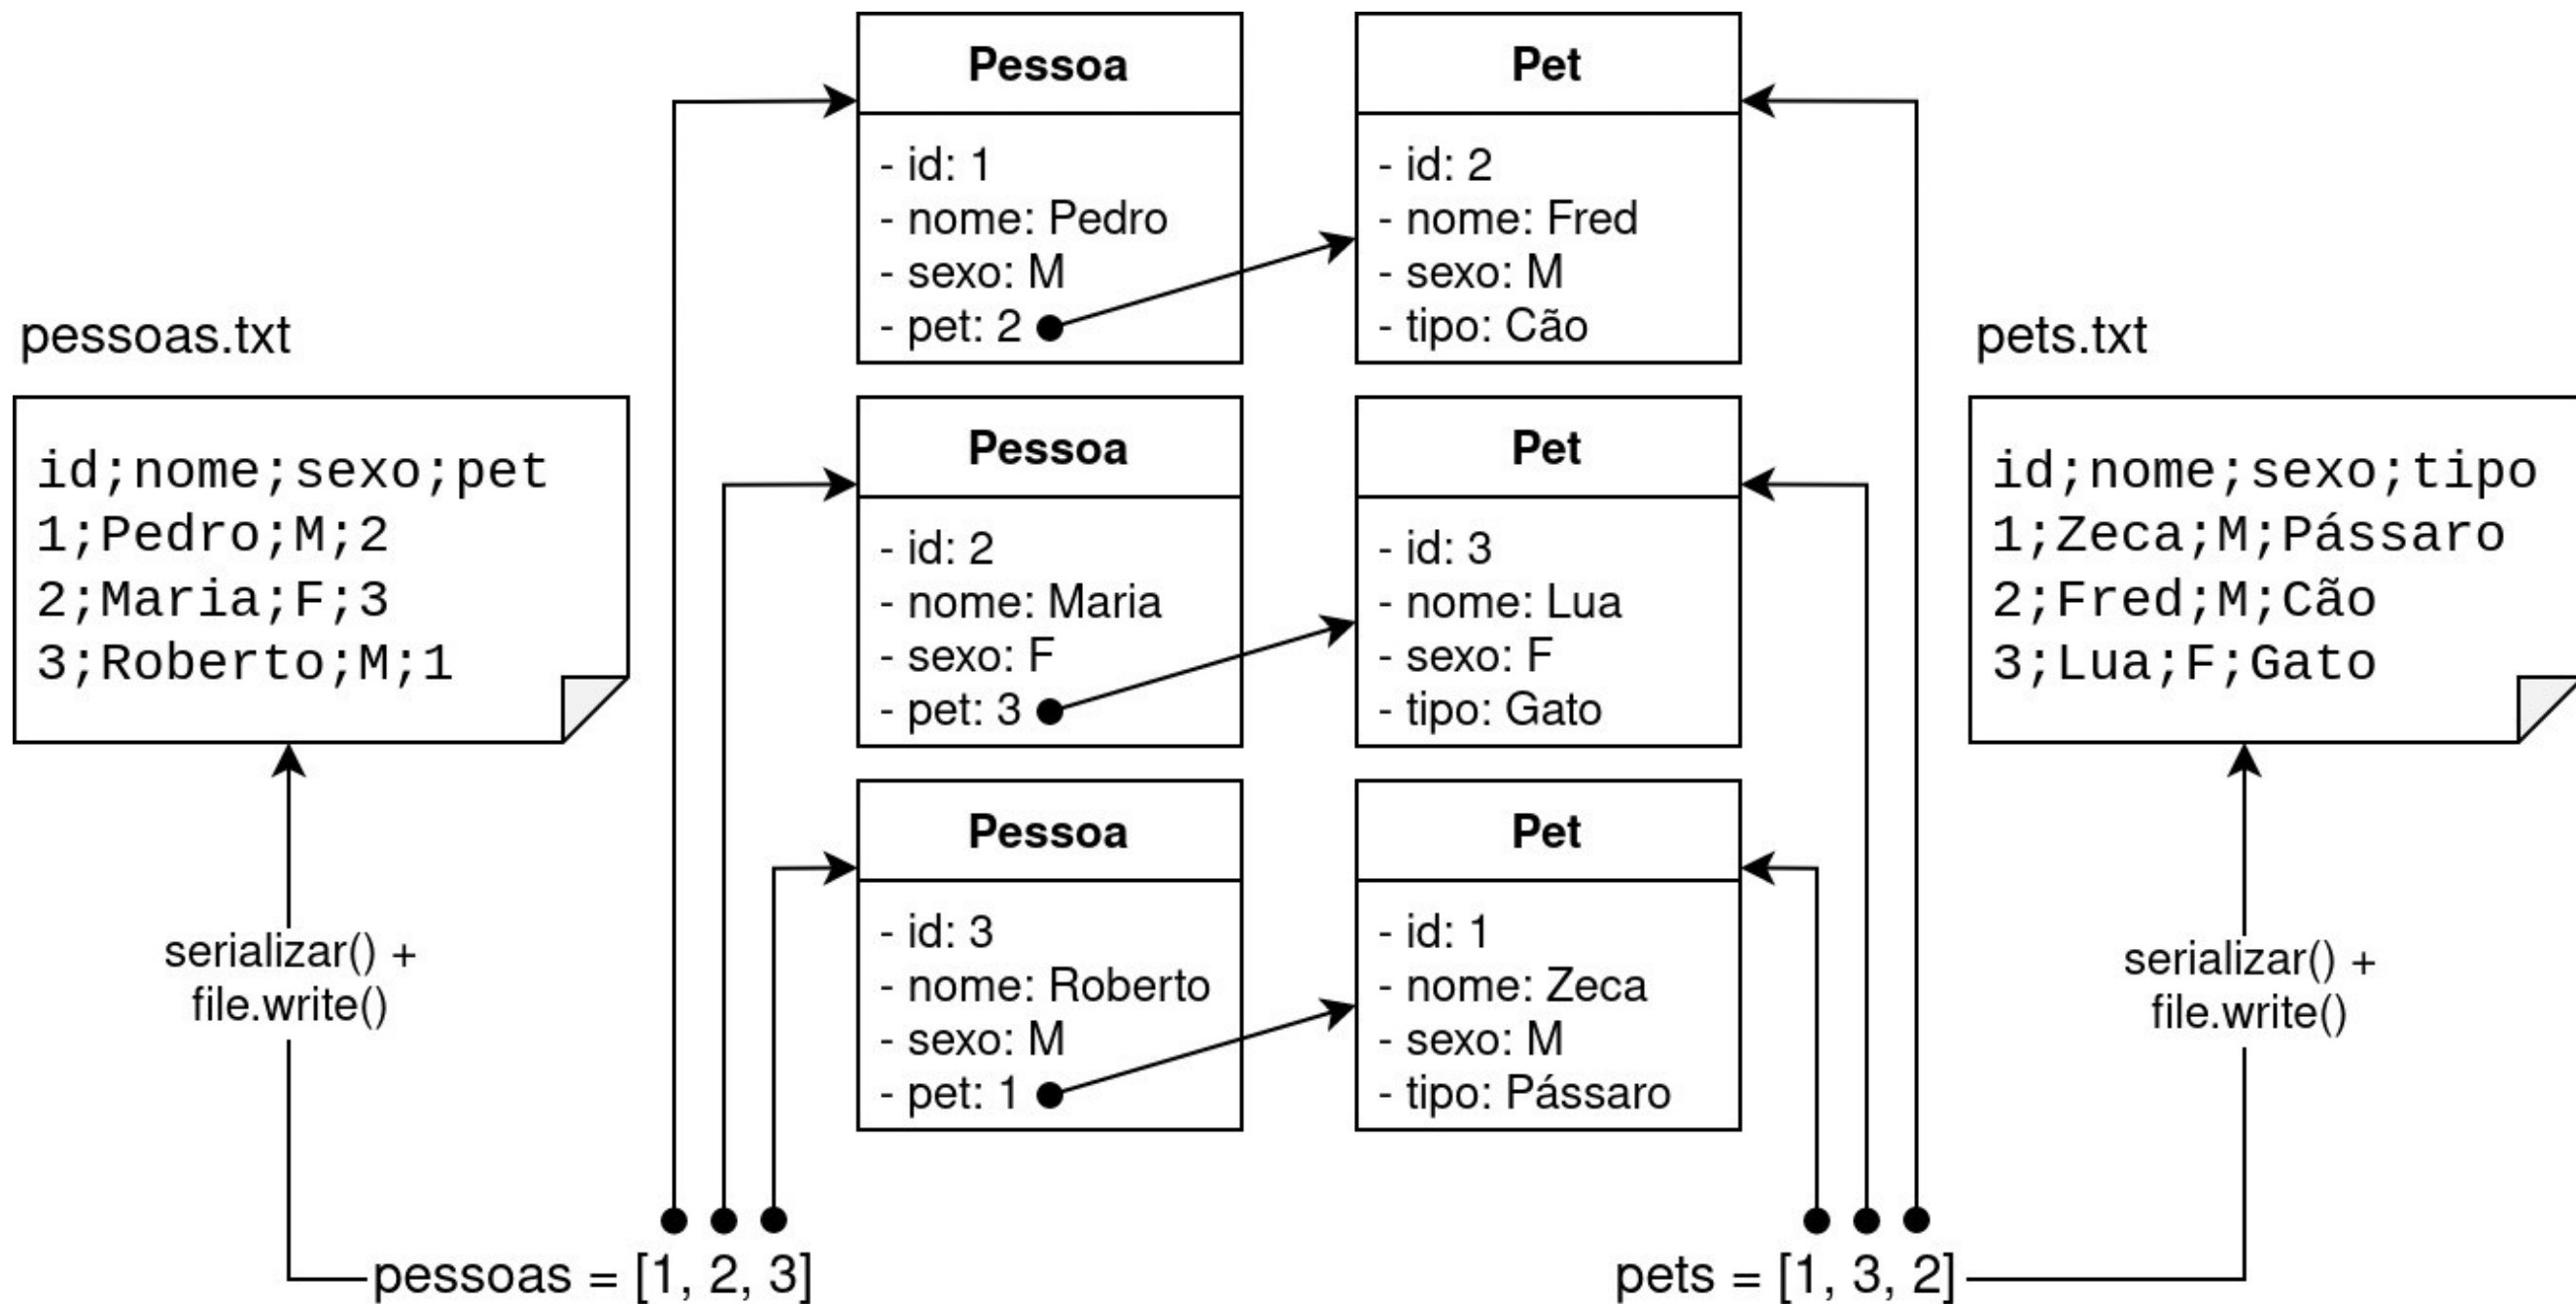 pessoas.txt
id;nome;sexo;pet
1;Pedro;M;2
2;Maria;F;3
3;Roberto;M;1
serializar() +
file.write()
pessoas = [1, 2, 3]
Pessoa
- id: 1
- nome: Pedro
- sexo: M
- pet: 2
Pet
- id: 2
- nome: Fred
- sexo: M
- tipo: Cão
Pessoa
- id: 2
- nome: Maria
- sexo: F
- pet: 3
Pet
- id: 3
- nome: Lua
- sexo: F
- tipo: Gato
Pessoa
- id: 3
- nome: Roberto
- sexo: M
- pet: 1
Pet
- id: 1
- nome: Zeca
- sexo: M
- tipo: Pássaro
pets.txt
id;nome;sexo;tipo
1;Zeca;M;Pássaro
2;Fred;M;Cão
3;Lua;F;Gato
serializar() +
file.write()
pets = [1, 3, 2]